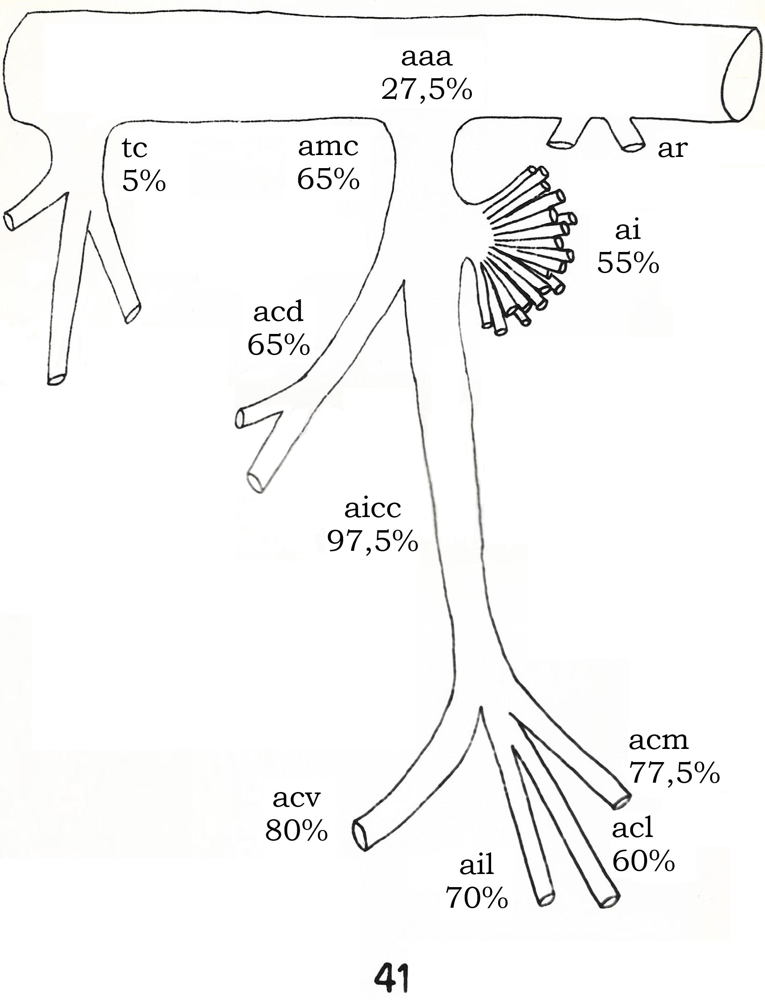 aaa
27,5%
tc
5%
amc
65%
ar
ai
55%
acd
65%
aicc
97,5%
acm
77,5%
acv
80%
acl
60%
ail
70%
41